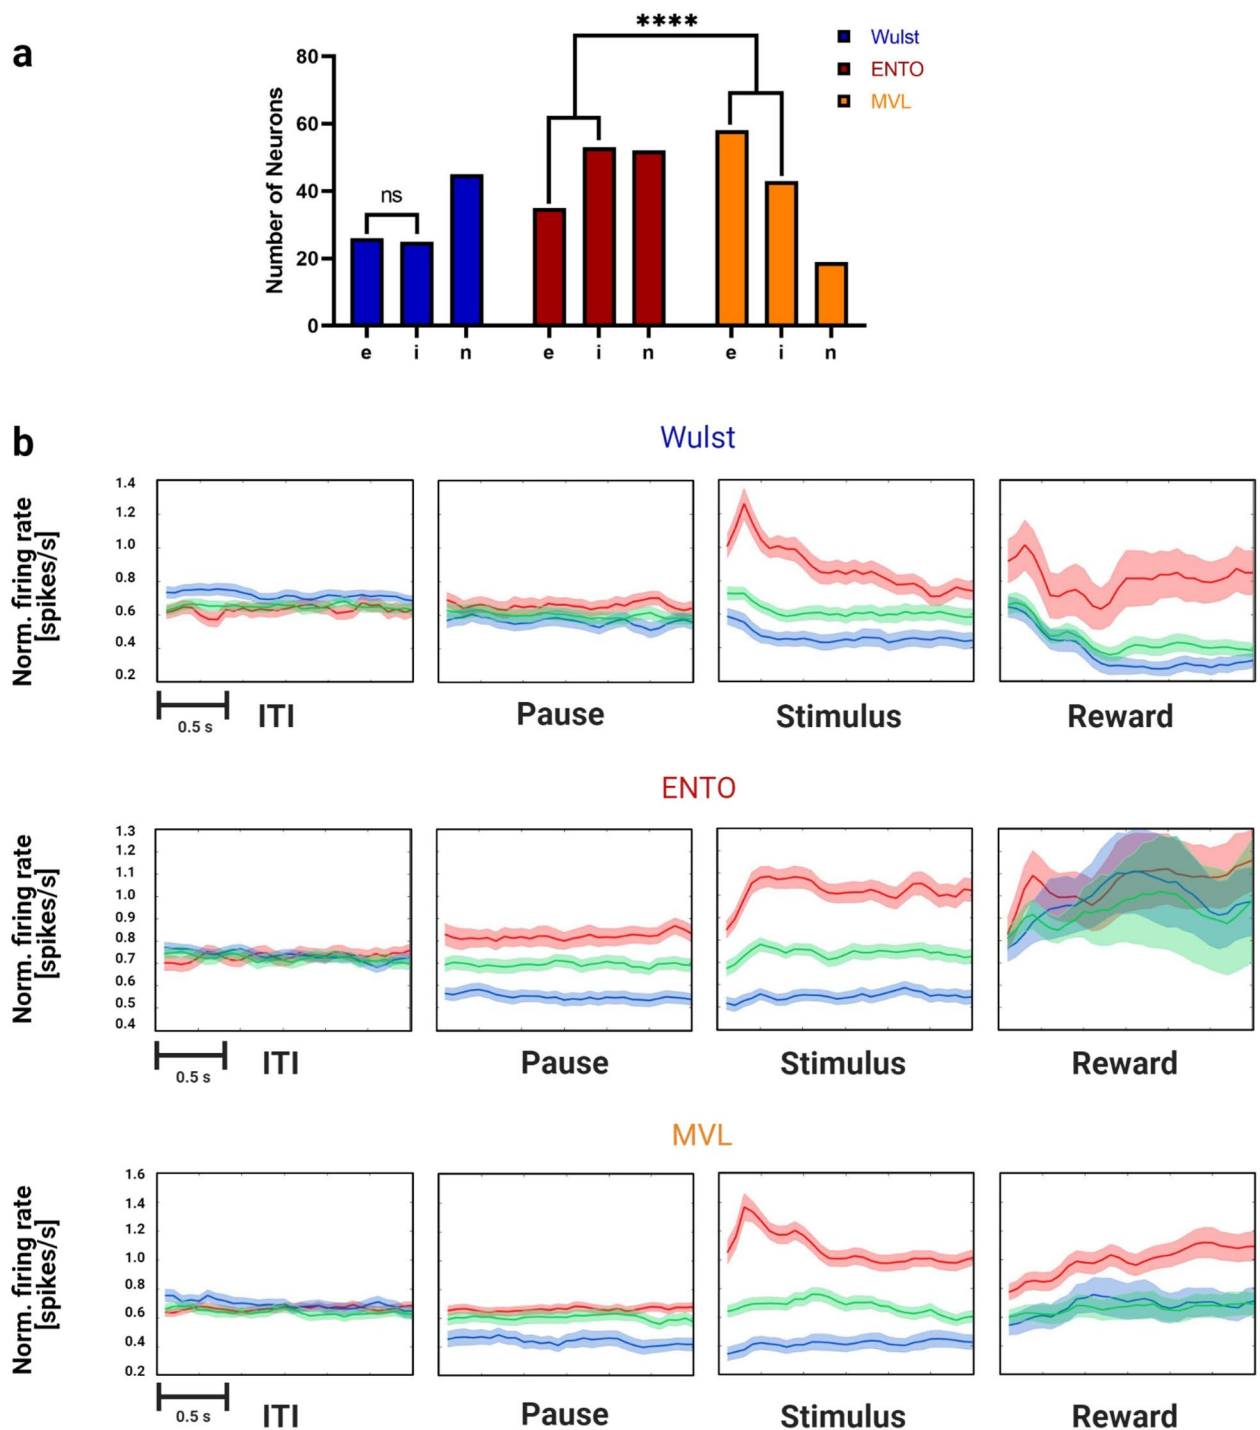 a
****
Wulst
ENTO
MVL
Number of Neurons
80
60
40
20
0
ns
e i n e i n e i n
b
Wulst
Norm. firing rate
[spikes/s]
1.4
1.2
1.0
0.8
0.6
0.4
0.2
0.5 s
ITI Pause Stimulus Reward
ENTO
Norm. firing rate
[spikes/s]
1.3
1.2
1.1
1.0
0.9
0.8
0.7
0.6
0.5
0.4
0.5 s
ITI Pause Stimulus Reward
MVL
Norm. firing rate
[spikes/s]
1.6
1.4
1.2
1.0
0.8
0.6
0.4
0.2
0.5 s
ITI Pause Stimulus Reward